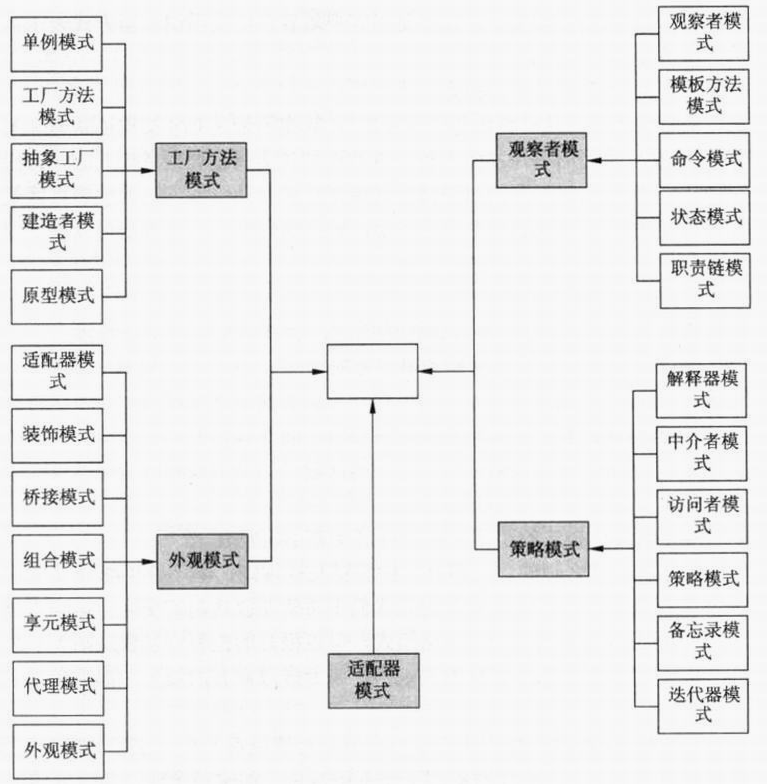 单例模式
工厂方法
模式
抽象工厂
模式
建造者模
式
原型模式
工厂方法
模式
适配器模
式
装饰模式
桥接模式
组合模式
享元模式
代理模式
外观模式
外观模式
适配器
模式
观察者模
式
观察者模
式
模板方法
模式
命令模式
状态模式
职责链模
式
策略模式
解释器模
式
中介者模
式
访问者模
式
策略模式
备忘录模
式
迭代器模
式